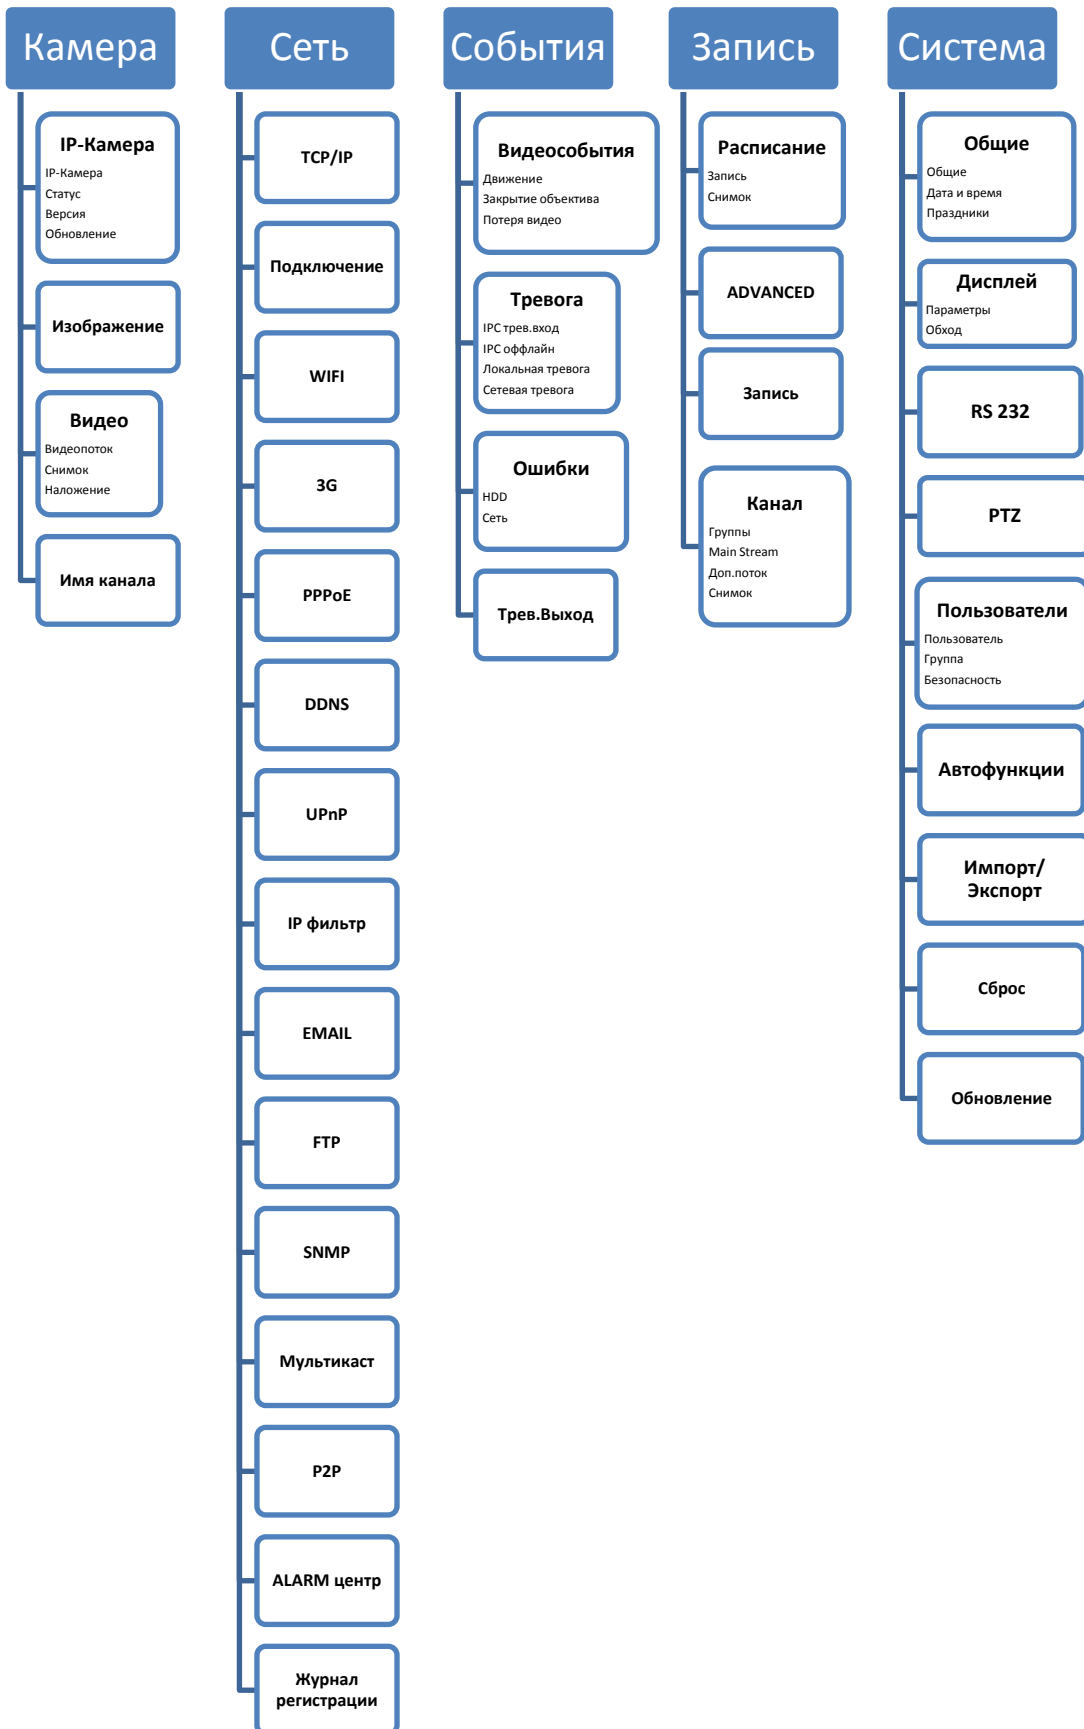 Камера
IP-Камера
IP-Камера
Статус
Версия
Обновление
Изображение
Видео
Видеопоток
Снимок
Наложение
Имя канала
Сеть
TCP/IP
Подключение
WIFI
3G
PPPoE
DDNS
UPnP
IP фильтр
EMAIL
FTP
SNMP
Мультикаст
P2P
ALARM центр
Журнал
регистрации
События
Видеособытия
Движение
Закрытие объектива
Потеря видео
Тревога
IPC трев.вход
IPC оффлайн
Локальная тревога
Сетевая тревога
Ошибки
HDD
Сеть
Трев.Выход
Запись
Расписание
Запись
Снимок
ADVANCED
Запись
Канал
Группы
Main Stream
Доп.поток
Снимок
Система
Общие
Общие
Дата и время
Праздники
Дисплей
Параметры
Обход
RS 232
PTZ
Пользователи
Пользователь
Группа
Безопасность
Автофункции
Импорт/
Экспорт
Сброс
Обновление